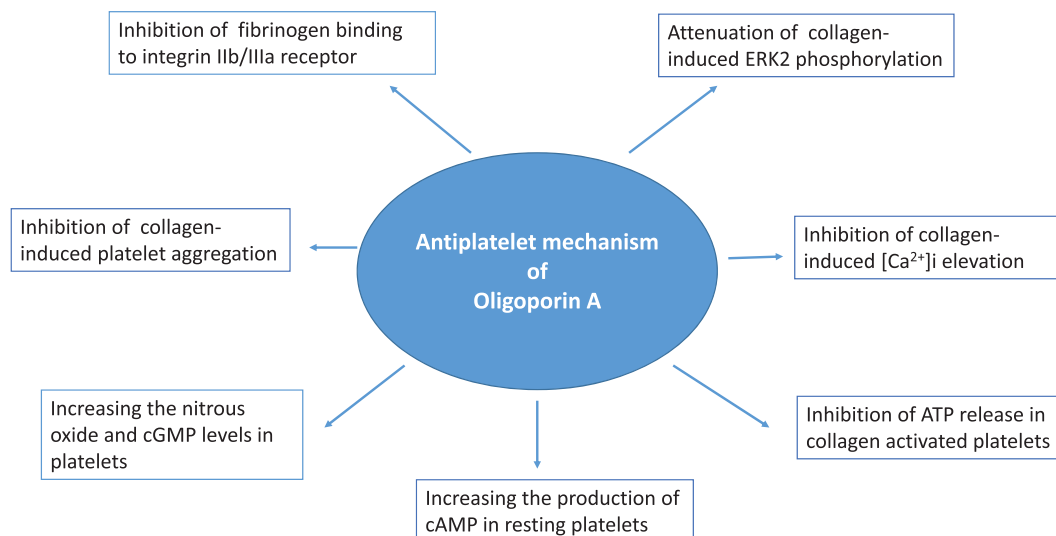 Inhibition of fibrinogen binding
to integrin IIb/IIIa receptor
Attenuation of collagen-
induced ERK2 phosphorylation
Inhibition of collagen-
induced platelet aggregation
Antiplatelet mechanism
of
Oligoporin A
Inhibition of collagen-
induced [Ca²⁺]i elevation
Increasing the nitrous
oxide and cGMP levels in
platelets
Inhibition of ATP release in
collagen activated platelets
Increasing the production of
cAMP in resting platelets